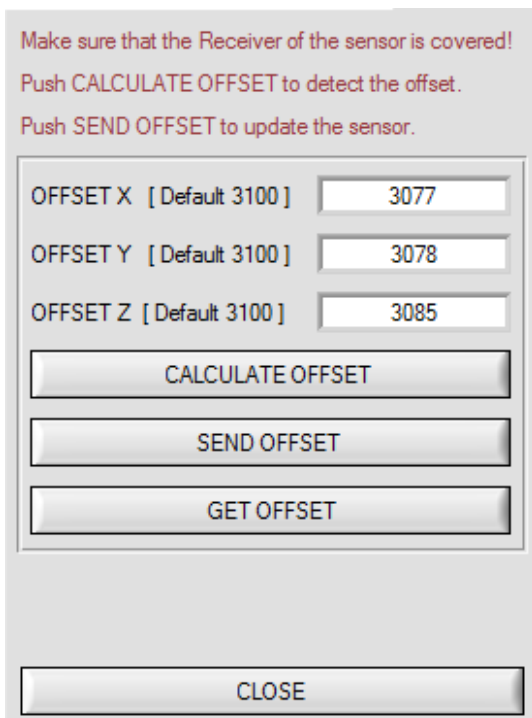 Make sure that the Receiver of the sensor is covered!
Push CALCULATE OFFSET to detect the offset.
Push SEND OFFSET to update the sensor.
OFFSET X [ Default 3100 ] 3077
OFFSET Y [ Default 3100 ] 3078
OFFSET Z [ Default 3100 ] 3085
CALCULATE OFFSET
SEND OFFSET
GET OFFSET
CLOSE